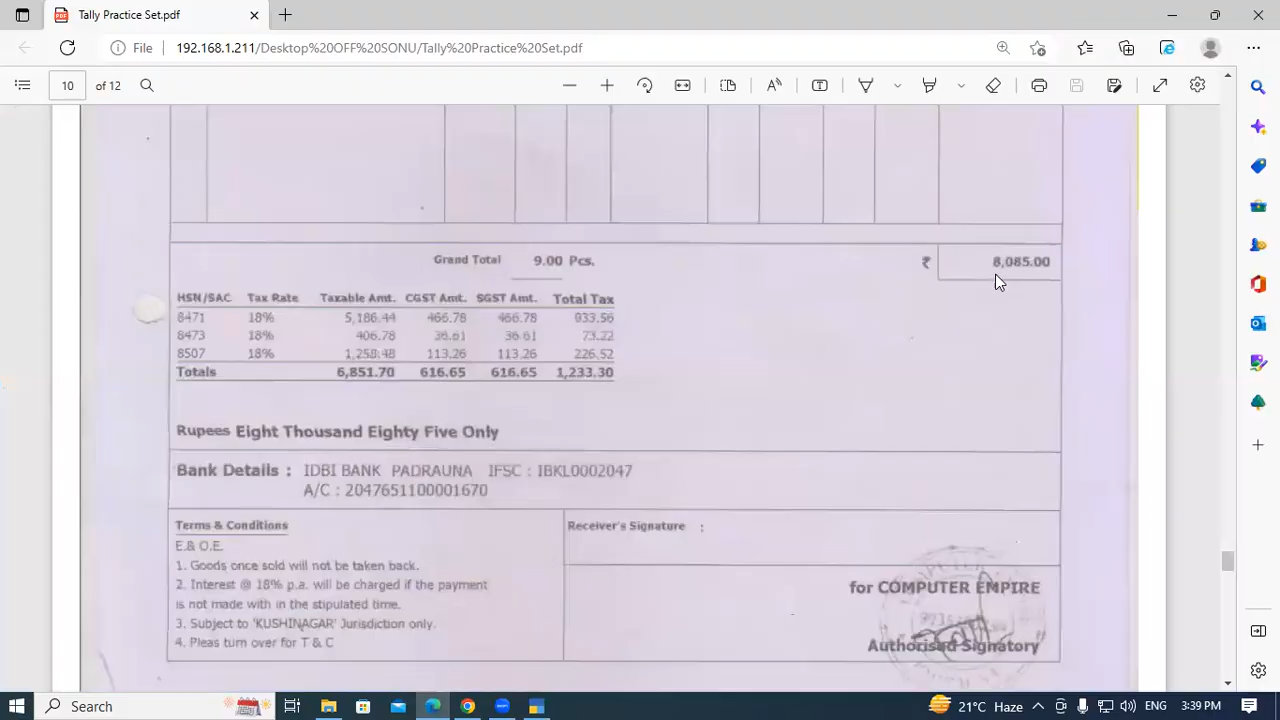 Tally Practice Set.pdf
File
192.168.1.211/Desktop%20OFF%20SONU/Tally%20Practice%20Set.pdf
10 of 12
Grand Total 9.00 Pcs. ₹ 8,085.00
HSN/SAC Tax Rate Taxable Amt. CGST Amt. SGST Amt. Total Tax
8471 18% 5,186.44 466.78 466.78 933.56
8473 18% 406.78 36.61 36.61 73.22
8507 18% 1,258.48 113.26 113.26 226.52
Totals 6,851.70 616.65 616.65 1,233.30
Rupees Eight Thousand Eighty Five Only
Bank Details : IDBI BANK PADRAUNA IFSC : IBKL0002047
A/C : 2047651100001670
Terms & Conditions
E.& O.E.
1. Goods once sold will not be taken back.
2. Interest @ 18% p.a. will be charged if the payment
is not made with in the stipulated time.
3. Subject to 'KUSHINAGAR' Jurisdiction only.
4. Pleas turn over for T & C
Receiver's Signature :
for COMPUTER EMPIRE
Authorised Signatory
Search
21°C Haze
ENG
3:39 PM